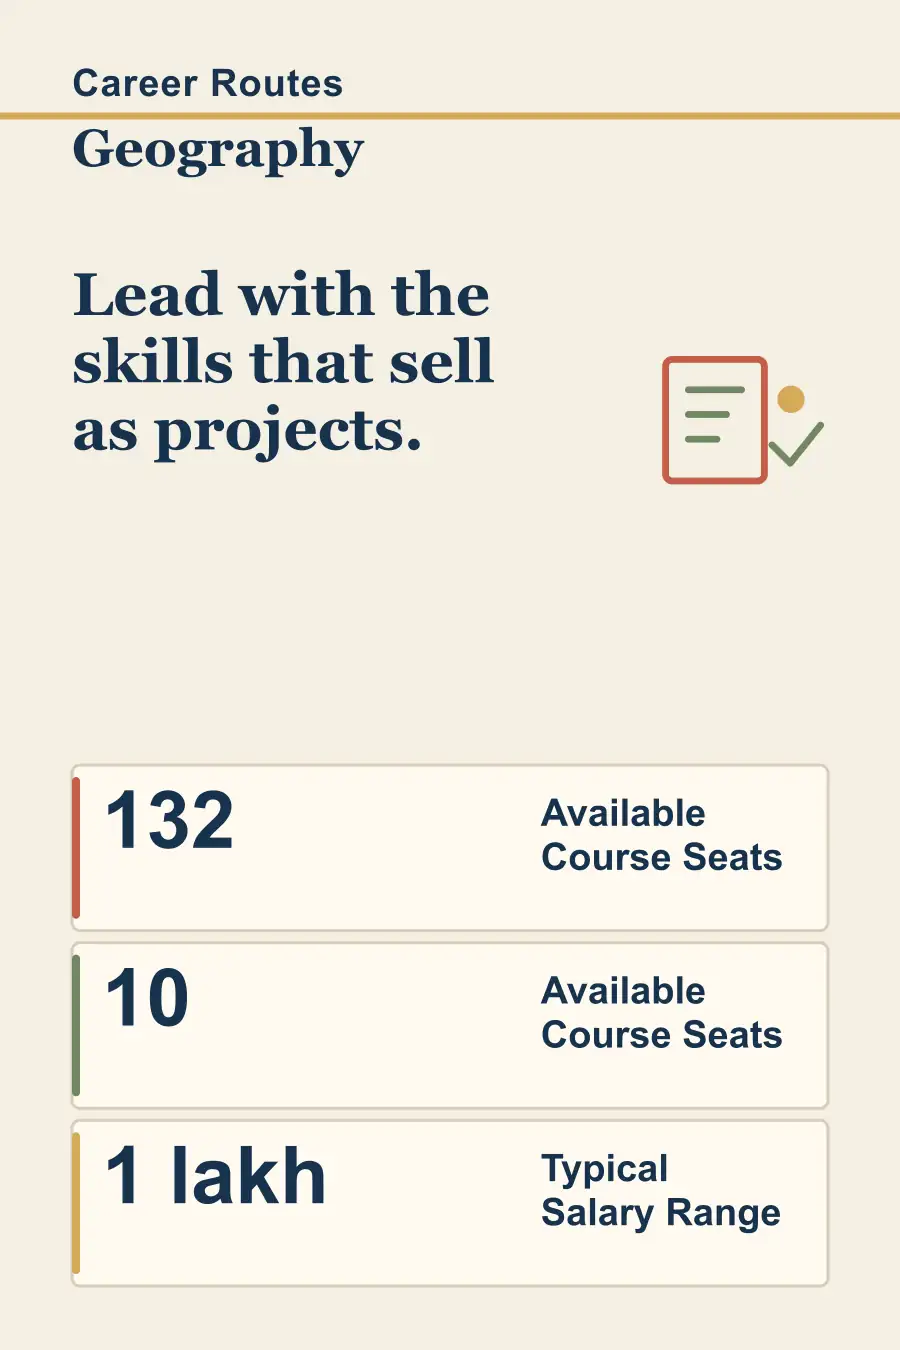 Career Routes
Geography
Lead with the
skills that sell
as projects.
132
Available
Course Seats
10
Available
Course Seats
1 lakh
Typical
Salary Range